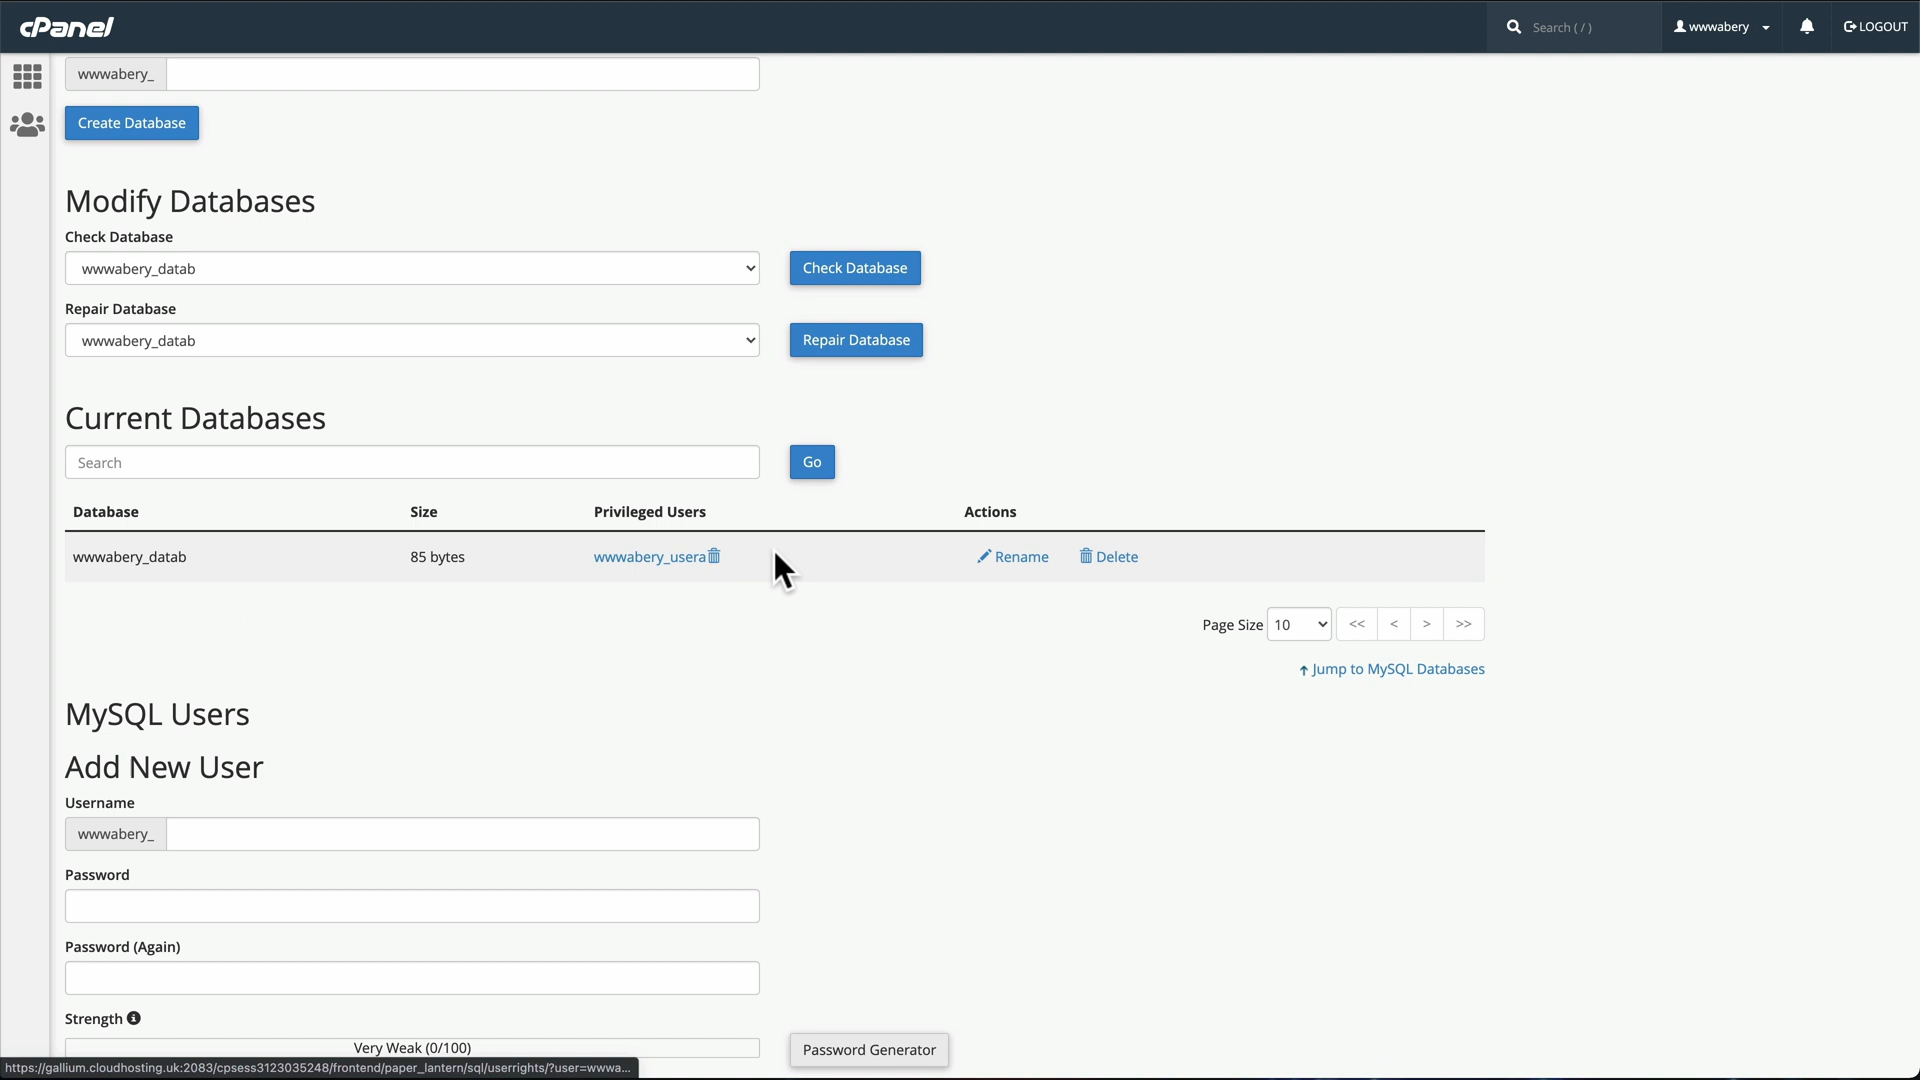 cPanel
Search ( / )
wwwabery
LOGOUT
wwwabery_
Create Database
Modify Databases
Check Database
wwwabery_datab
Check Database
Repair Database
wwwabery_datab
Repair Database
Current Databases
Search
Go
Database Size Privileged Users Actions
wwwabery_datab 85 bytes wwwabery_usera Rename Delete
Page Size 10 << < > >>
Jump to MySQL Databases
MySQL Users
Add New User
Username
wwwabery_
Password
Password (Again)
Strength
Very Weak (0/100)
Password Generator
https://gallium.cloudhosting.uk:2083/cpsess3123035248/frontend/paper_lantern/sql/userrights/?user=wwwa...